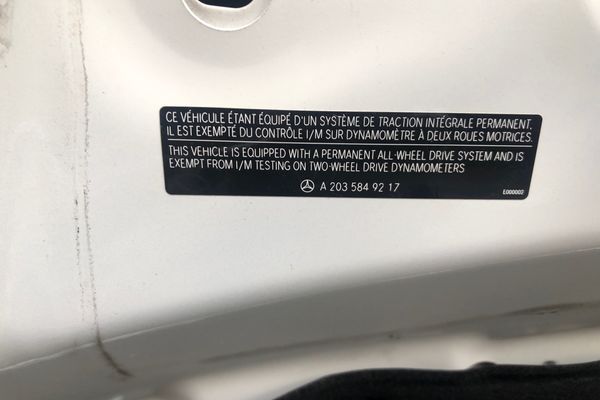 CE VÉHICULE ÉTANT ÉQUIPÉ D'UN SYSTÈME DE TRACTION INTÉGRALE PERMANENT,
IL EST EXEMPTÉ DU CONTRÔLE I/M SUR DYNAMOMÈTRE À DEUX ROUES MOTRICES.
THIS VEHICLE IS EQUIPPED WITH A PERMANENT ALL-WHEEL DRIVE SYSTEM AND IS
EXEMPT FROM I/M TESTING ON TWO-WHEEL DRIVE DYNAMOMETERS
A 203 584 92 17
E000002